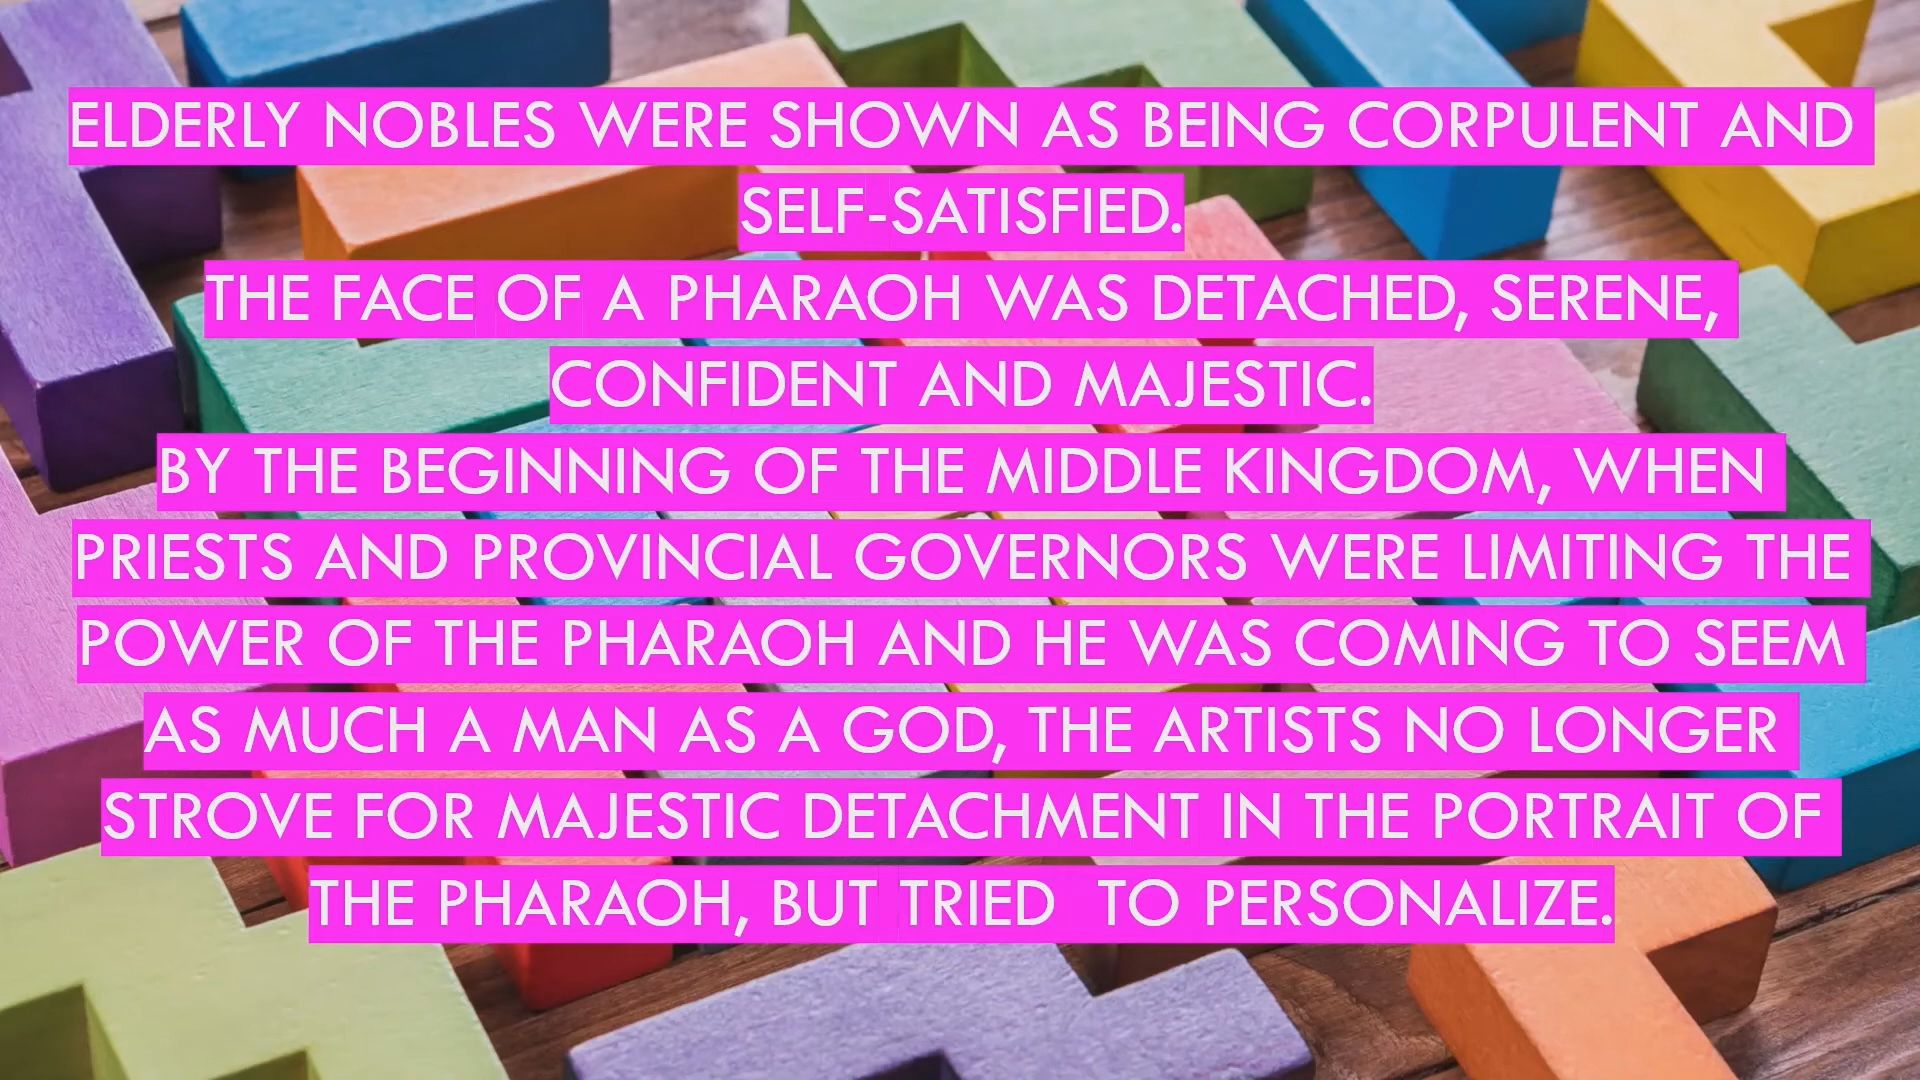 ELDERLY NOBLES WERE SHOWN AS BEING CORPULENT AND
SELF-SATISFIED.
THE FACE OF A PHARAOH WAS DETACHED, SERENE,
CONFIDENT AND MAJESTIC.
BY THE BEGINNING OF THE MIDDLE KINGDOM, WHEN
PRIESTS AND PROVINCIAL GOVERNORS WERE LIMITING THE
POWER OF THE PHARAOH AND HE WAS COMING TO SEEM
AS MUCH A MAN AS A GOD, THE ARTISTS NO LONGER
STROVE FOR MAJESTIC DETACHMENT IN THE PORTRAIT OF
THE PHARAOH, BUT TRIED  TO PERSONALIZE.